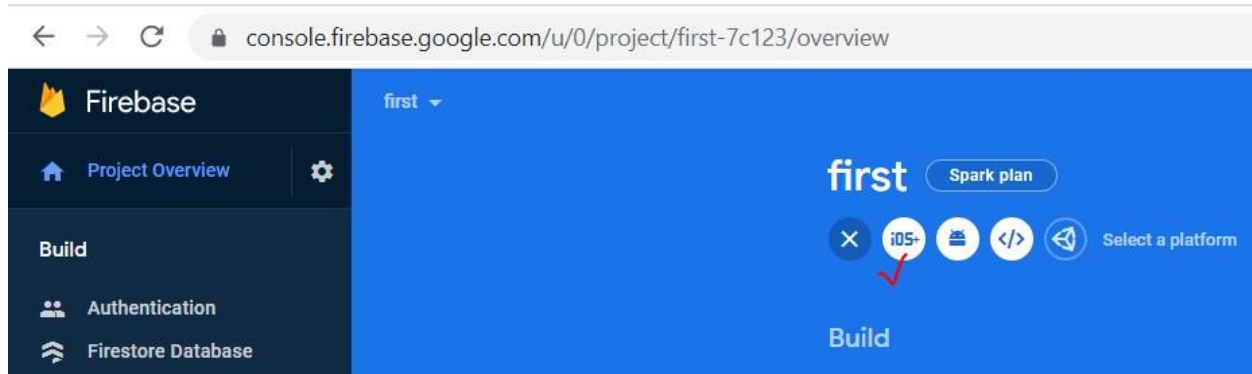 console.firebase.google.com/u/0/project/first-7c123/overview
Firebase
first
Project Overview
first Spark plan
iOS+ </> Select a platform
Build
Authentication
Firestore Database
Build